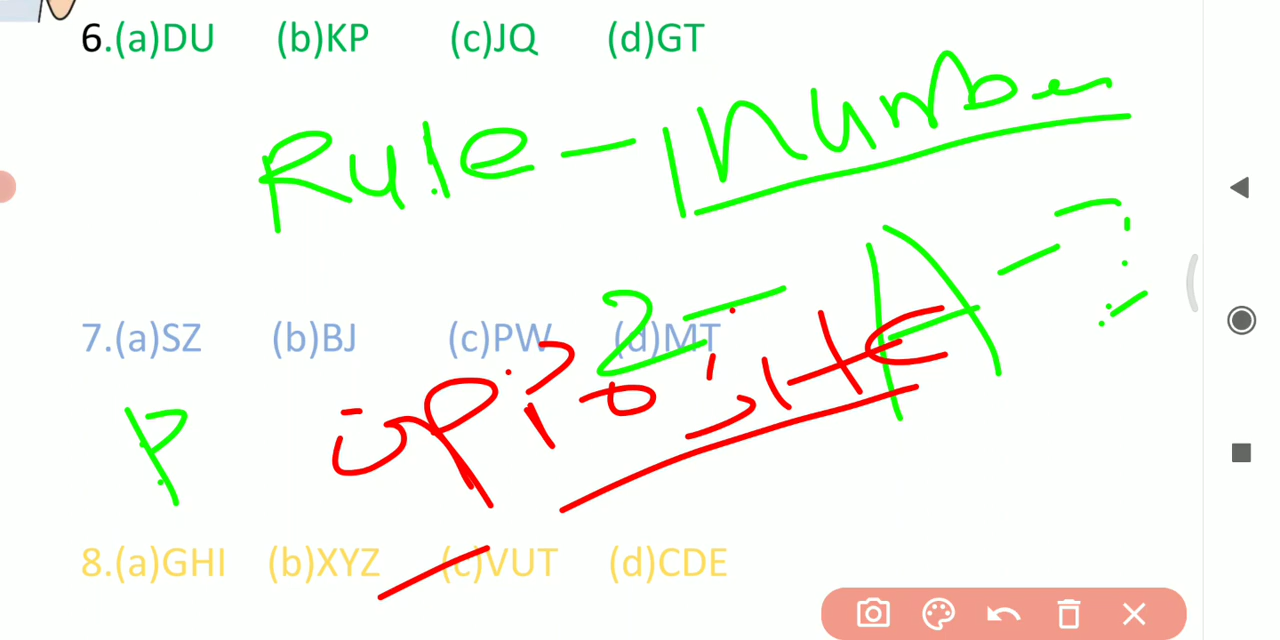 6.(a)DU (b)KP (c)JQ (d)GT
Rule - Number
2 - A - ?
7.(a)SZ (b)BJ (c)PW (d)MT
P opposite
8.(a)GHI (b)XYZ (c)VUT (d)CDE